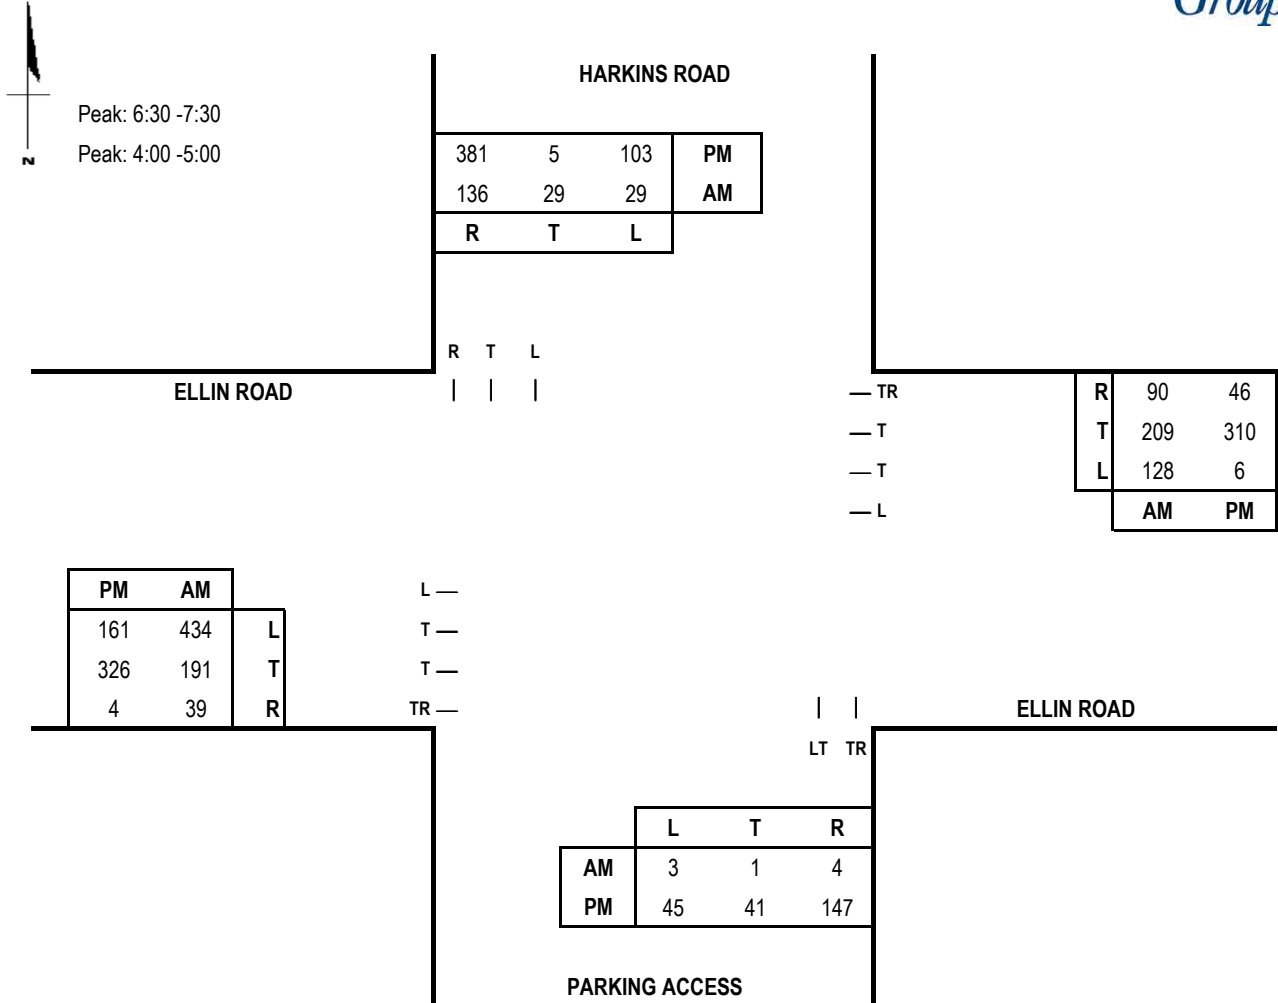 Group
HARKINS ROAD
Peak: 6:30 -7:30
Peak: 4:00 -5:00
N
381 5 103 PM
136 29 29 AM
R T L
R T L
ELLIN ROAD
TR
T
T
L
R 90 46
T 209 310
L 128 6
AM PM
PM AM
161 434 L
326 191 T
4 39 R
L
T
T
TR
ELLIN ROAD
LT TR
L T R
AM 3 1 4
PM 45 41 147
PARKING ACCESS